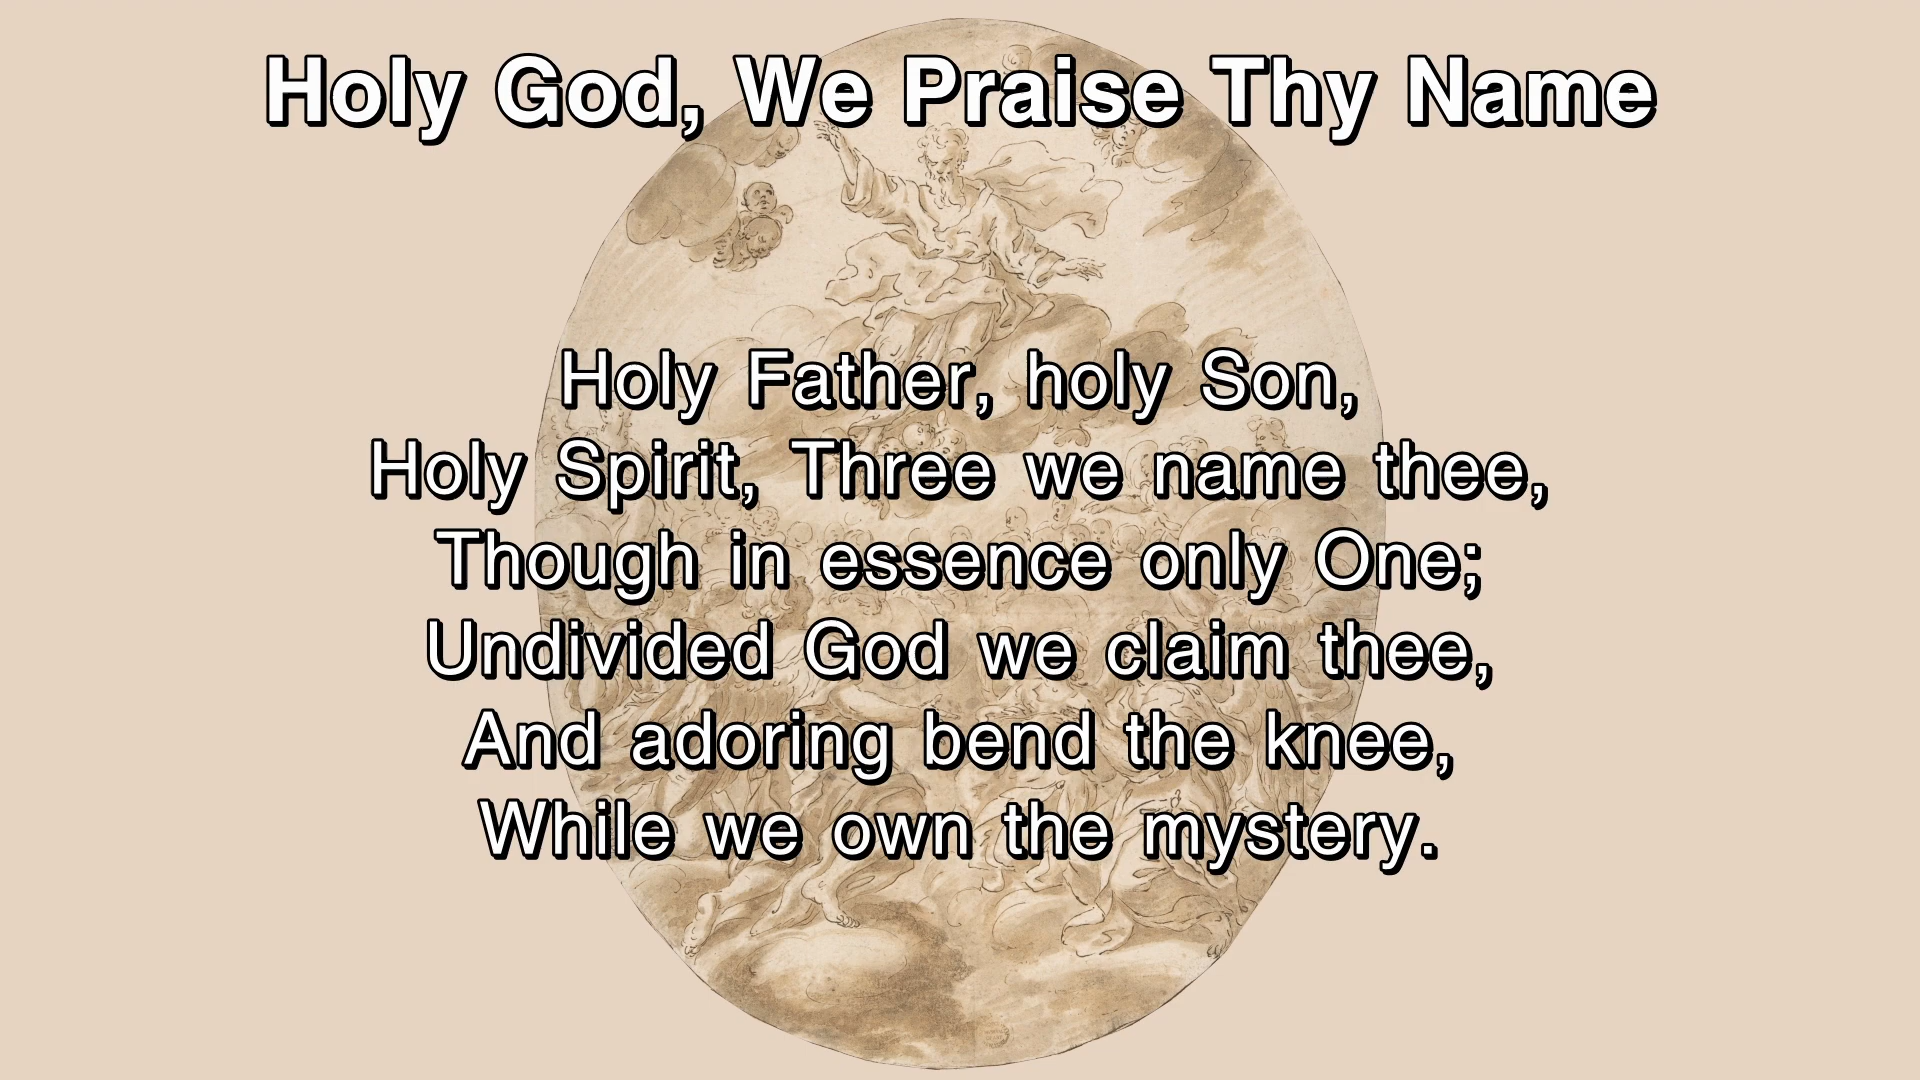 Holy God, We Praise Thy Name
Holy Father, holy Son,
Holy Spirit, Three we name thee,
Though in essence only One;
Undivided God we claim thee,
And adoring bend the knee,
While we own the mystery.